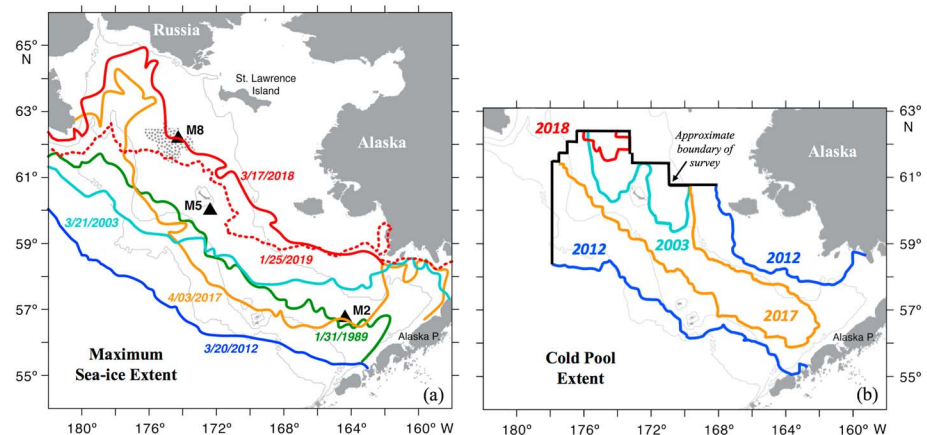 65°
N
63°
61°
59°
57°
55°
Russia
St. Lawrence
Island
M8
Alaska
3/17/2018
M5
3/21/2003
1/25/2019
4/03/2017
M2
1/31/1989
3/20/2012
Alaska P.
Maximum
Sea-ice Extent
(a)
180°
176°
172°
168°
164°
160° W
63°
N
61°
59°
57°
55°
2018
Approximate
boundary of
survey
Alaska
2003
2012
2012
2017
Alaska P.
Cold Pool
Extent
(b)
180°
176°
172°
168°
164°
160° W